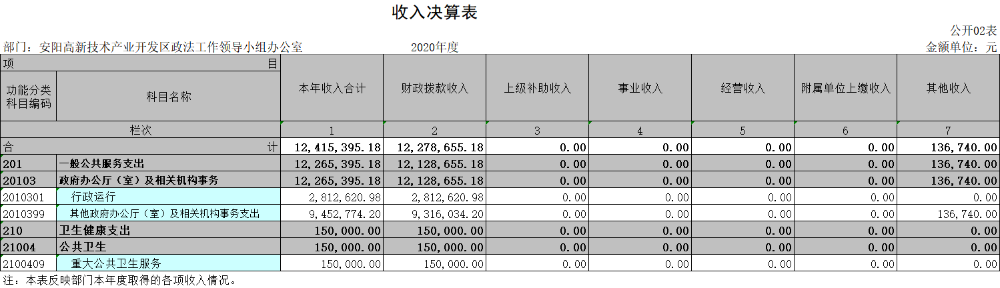 收入决算表
公开02表
部门：安阳高新技术产业开发区政法工作领导小组办公室 2020年度 金额单位：元
项 目
功能分类科目编码 科目名称 本年收入合计 财政拨款收入 上级补助收入 事业收入 经营收入 附属单位上缴收入 其他收入
栏次 1 2 3 4 5 6 7
合 计 12,415,395.18 12,278,655.18 0.00 0.00 0.00 0.00 136,740.00
201 一般公共服务支出 12,265,395.18 12,128,655.18 0.00 0.00 0.00 0.00 136,740.00
20103 政府办公厅（室）及相关机构事务 12,265,395.18 12,128,655.18 0.00 0.00 0.00 0.00 136,740.00
2010301 行政运行 2,812,620.98 2,812,620.98 0.00 0.00 0.00 0.00 0.00
2010399 其他政府办公厅（室）及相关机构事务支出 9,452,774.20 9,316,034.20 0.00 0.00 0.00 0.00 136,740.00
210 卫生健康支出 150,000.00 150,000.00 0.00 0.00 0.00 0.00 0.00
21004 公共卫生 150,000.00 150,000.00 0.00 0.00 0.00 0.00 0.00
2100409 重大公共卫生服务 150,000.00 150,000.00 0.00 0.00 0.00 0.00 0.00
注：本表反映部门本年度取得的各项收入情况。